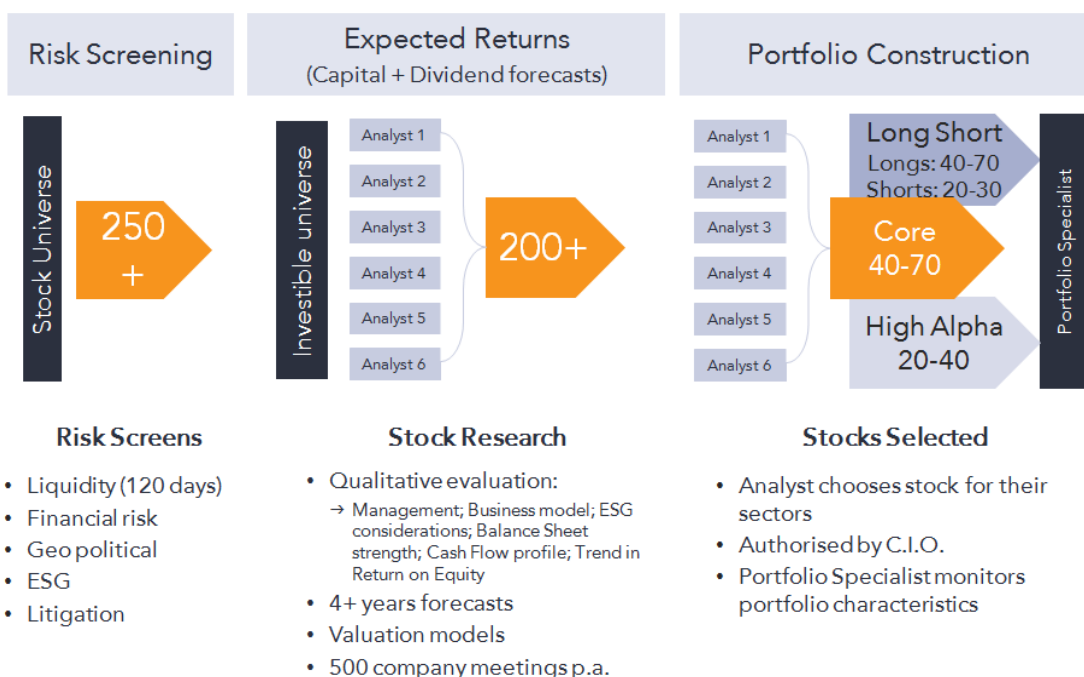 Risk Screening
Expected Returns
(Capital + Dividend forecasts)
Portfolio Construction
Stock Universe
250
+
Investible universe
Analyst 1
Analyst 2
Analyst 3
Analyst 4
Analyst 5
Analyst 6
200+
Analyst 1
Analyst 2
Analyst 3
Analyst 4
Analyst 5
Analyst 6
Long Short
Longs: 40-70
Shorts: 20-30
Core
40-70
High Alpha
20-40
Portfolio Specialist
Risk Screens
• Liquidity (120 days)
• Financial risk
• Geo political
• ESG
• Litigation
Stock Research
• Qualitative evaluation:
→ Management; Business model; ESG
considerations; Balance Sheet
strength; Cash Flow profile; Trend in
Return on Equity
• 4+ years forecasts
• Valuation models
• 500 company meetings p.a.
Stocks Selected
• Analyst chooses stock for their
sectors
• Authorised by C.I.O.
• Portfolio Specialist monitors
portfolio characteristics